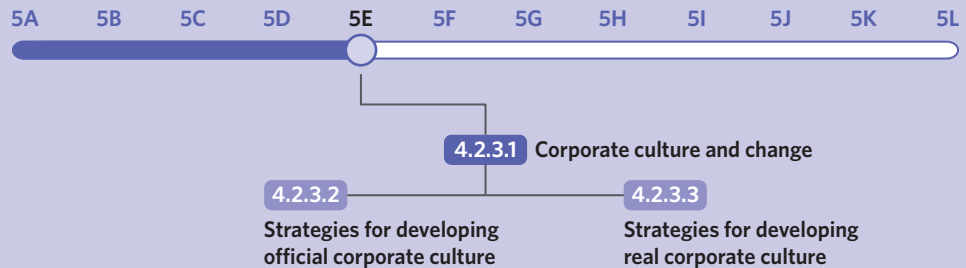 5A 5B 5C 5D 5E 5F 5G 5H 5I 5J 5K 5L
4.2.3.1 Corporate culture and change
4.2.3.2 4.2.3.3
Strategies for developing
official corporate culture
Strategies for developing
real corporate culture